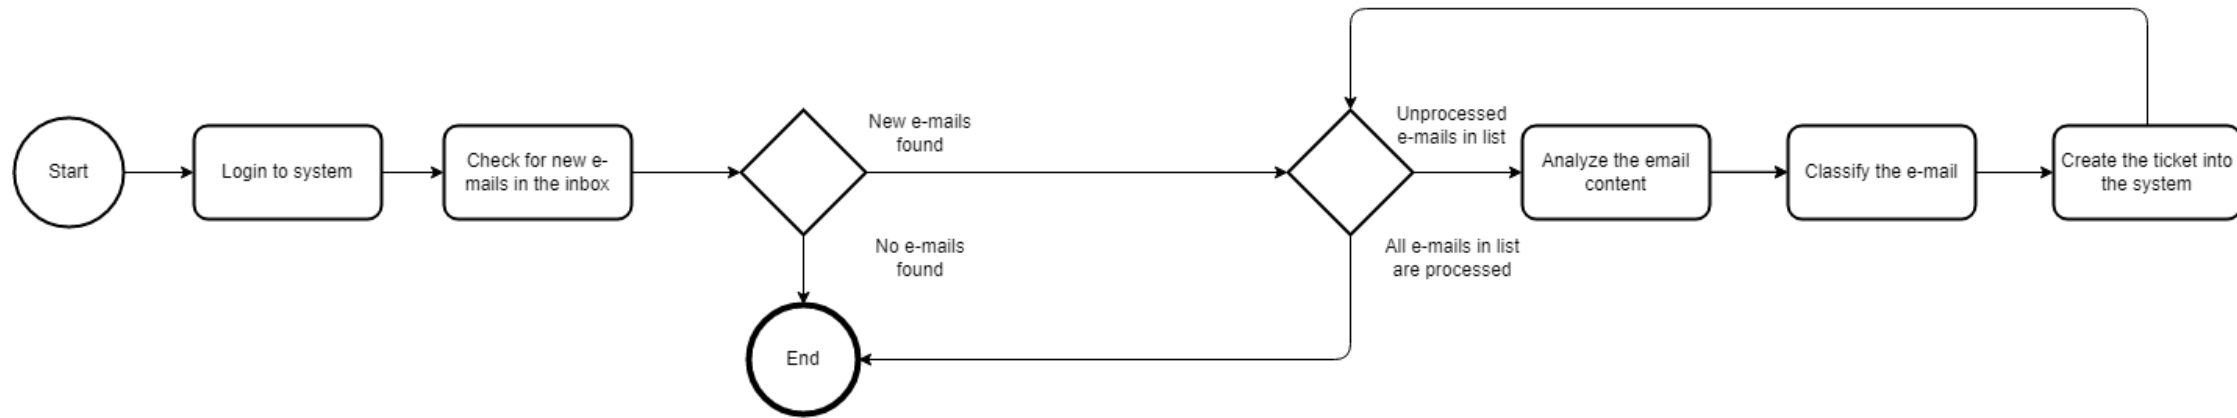 Start
Login to system
Check for new e-
mails in the inbox
New e-mails
found
No e-mails
found
End
Unprocessed
e-mails in list
All e-mails in list
are processed
Analyze the email
content
Classify the e-mail
Create the ticket into
the system